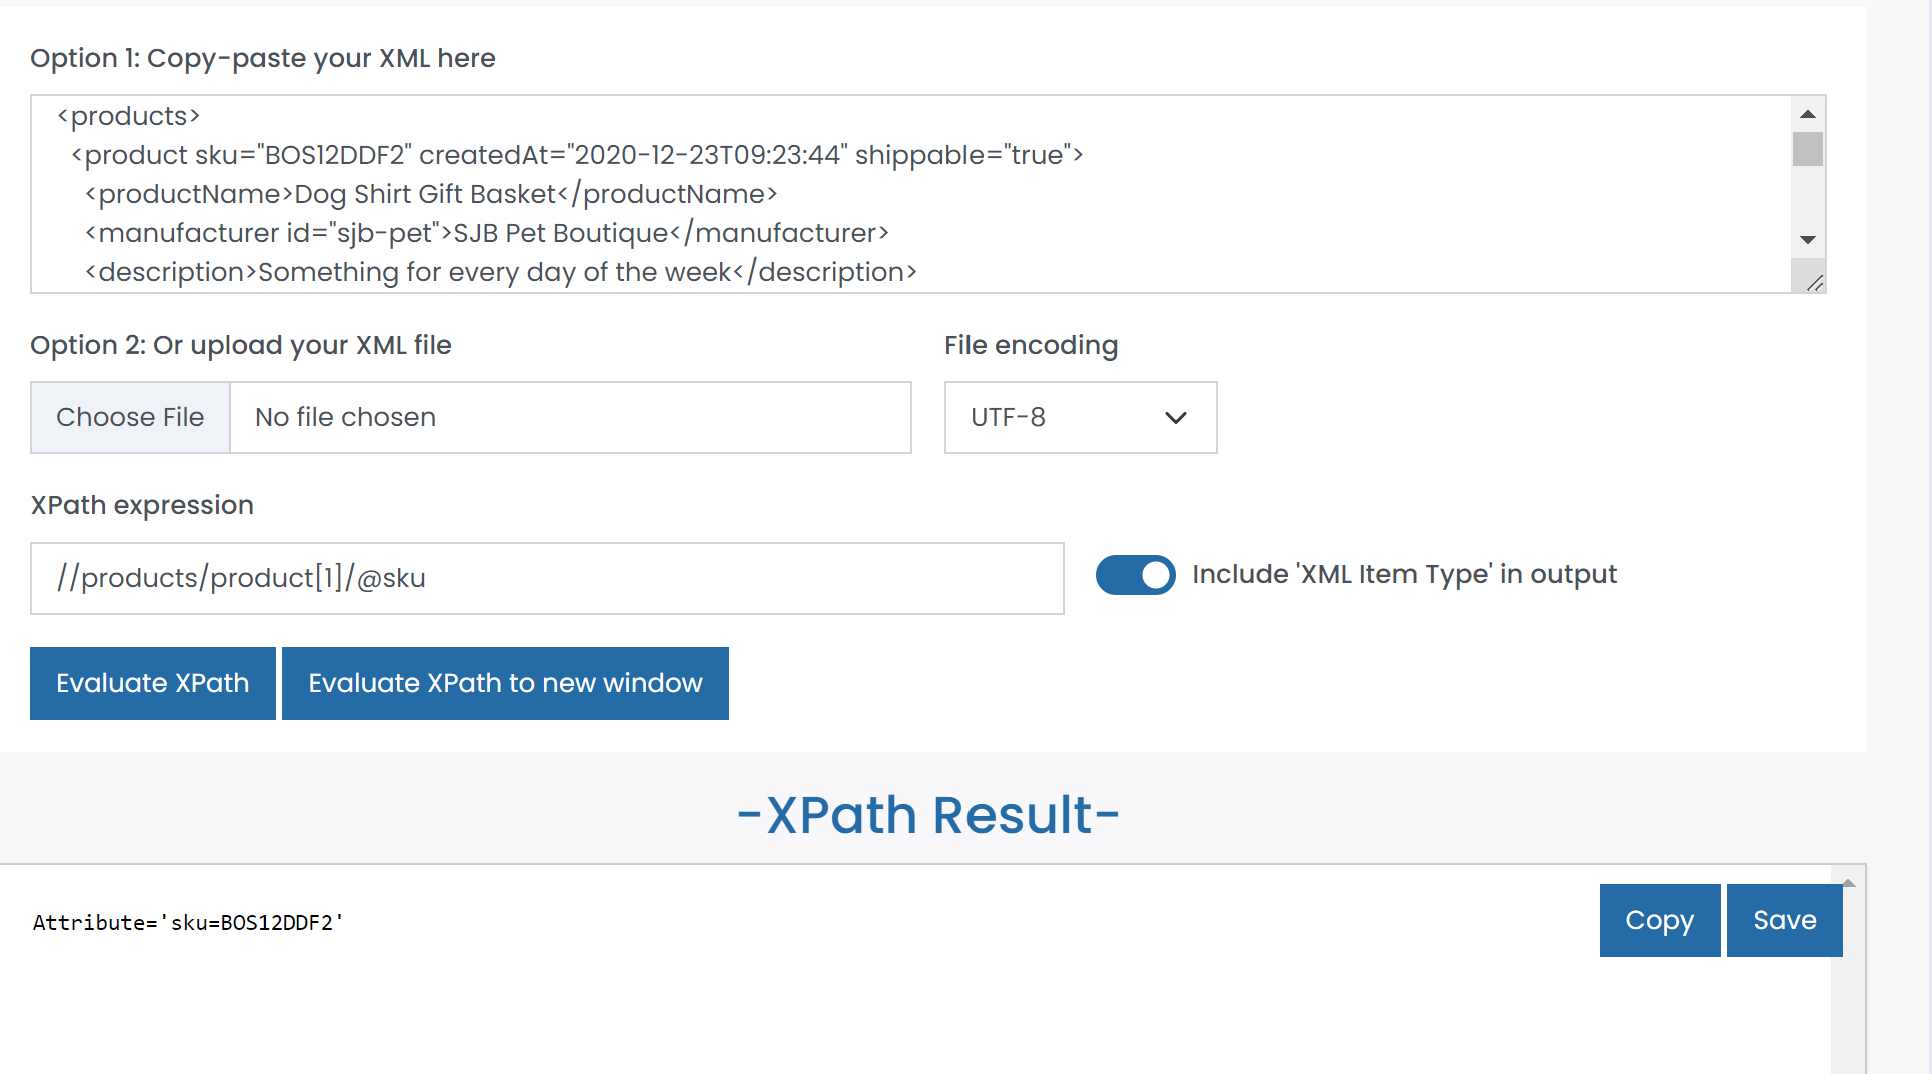 Option 1: Copy-paste your XML here
<products>
<product sku="BOS12DDF2" createdAt="2020-12-23T09:23:44" shippable="true">
<productName>Dog Shirt Gift Basket</productName>
<manufacturer id="sjb-pet">SJB Pet Boutique</manufacturer>
<description>Something for every day of the week</description>
Option 2: Or upload your XML file
File encoding
Choose File
No file chosen
UTF-8
XPath expression
//products/product[1]/@sku
Include 'XML Item Type' in output
Evaluate XPath
Evaluate XPath to new window
-XPath Result-
Attribute='sku=BOS12DDF2'
Copy
Save